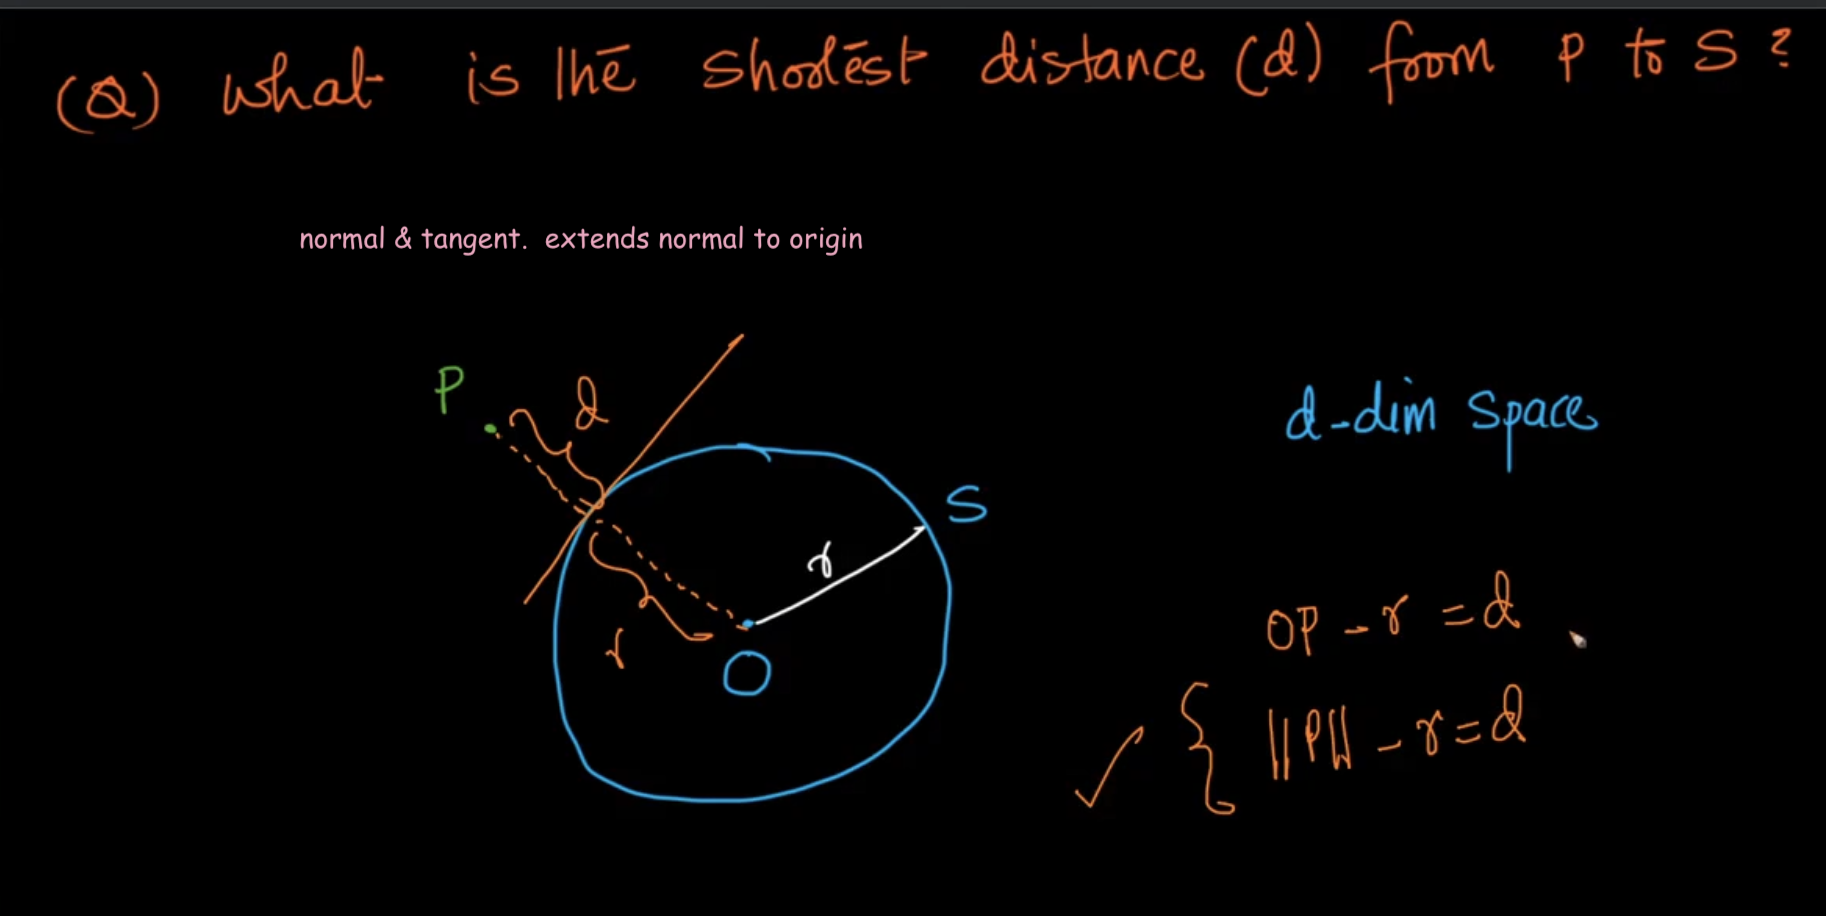 (Q) what is the shortest distance (d) from P to S?
normal & tangent. extends normal to origin
P
d
d-dim space
S
r
r
O
OP - r = d
||P|| - r = d